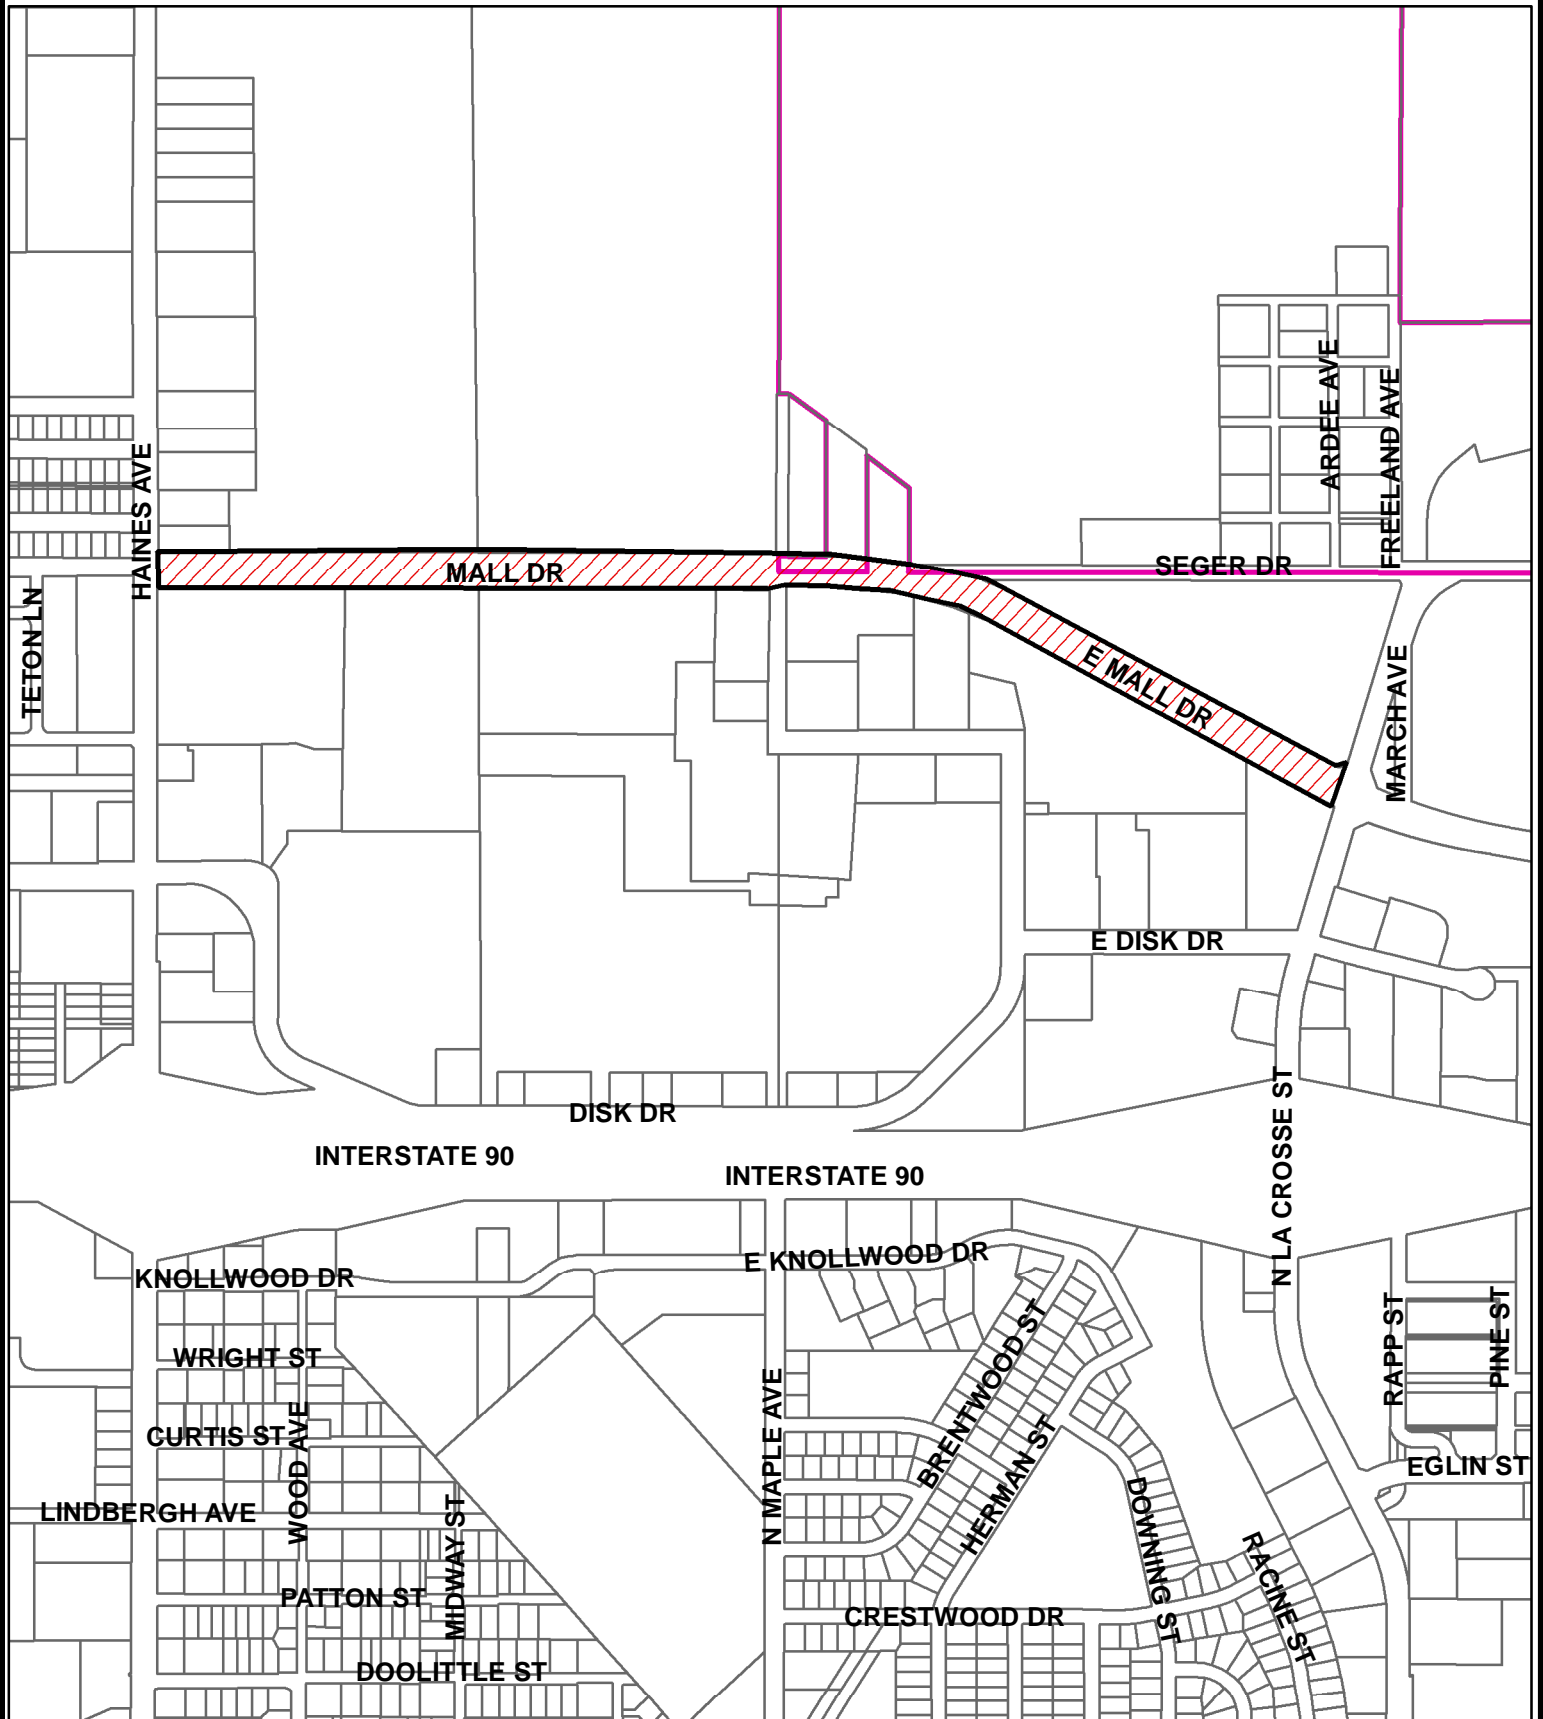 ARDEE AVE
FREELAND AVE
HAINES AVE
SEGER DR
MALL DR
TETON LN
E MALL DR
MARCH AVE
E DISK DR
DISK DR
INTERSTATE 90
INTERSTATE 90
N LA CROSSE ST
E KNOLLWOOD DR
KNOLLWOOD DR
WRIGHT ST
BRENTWOOD ST
RAPP ST
PINE ST
CURTIS ST
WOOD AVE
N MAPLE AVE
HERMAN ST
EGLIN ST
LINDBERGH AVE
MIDWAY ST
DOWNING ST
RACINE ST
PATTON ST
CRESTWOOD DR
DOOLITTLE ST